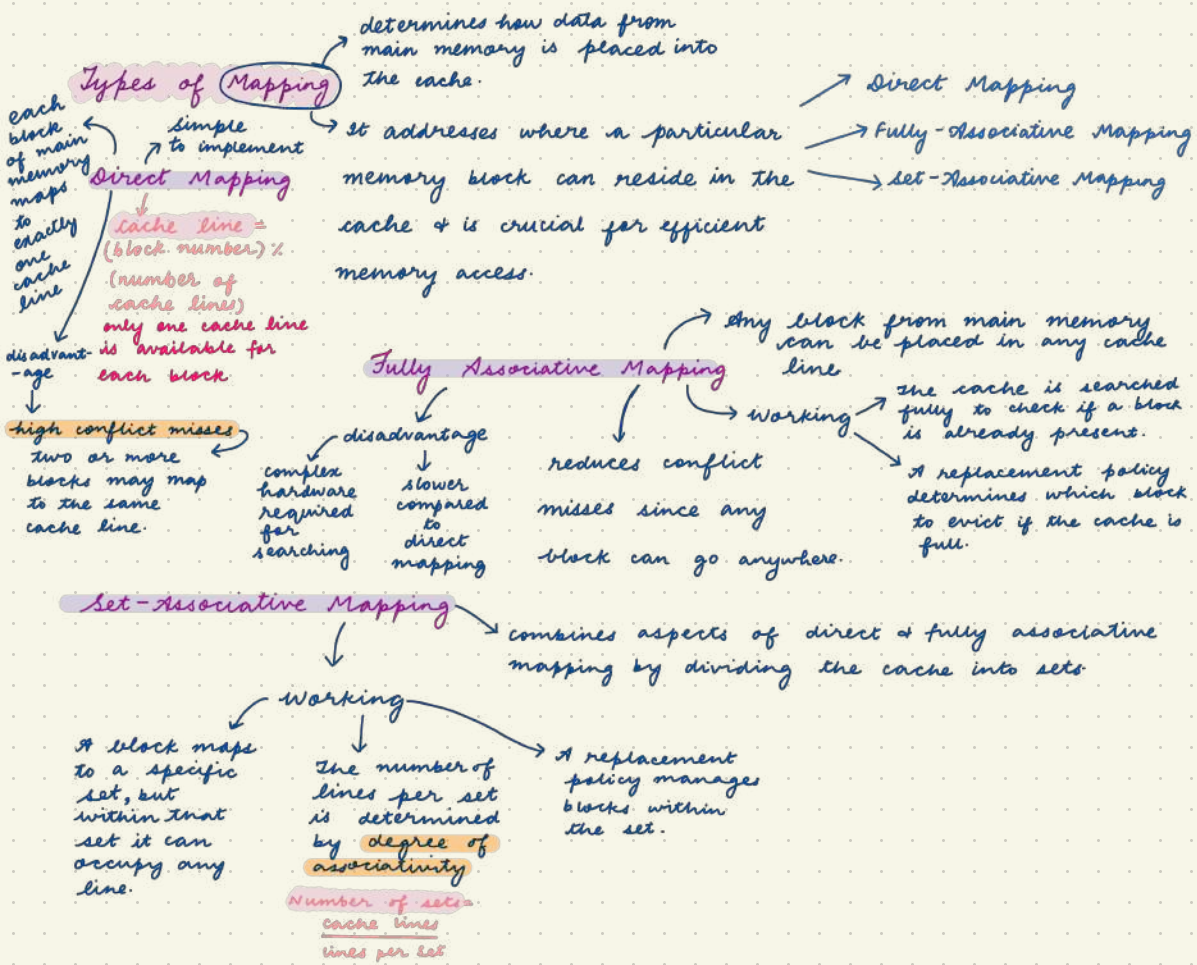 Types of Mapping
determines how data from
main memory is placed into
the cache.
It addresses where a particular
memory block can reside in the
cache & is crucial for efficient
memory access.
Direct Mapping
Fully-Associative Mapping
Set-Associative Mapping
Direct Mapping
each
block
of main
memory
maps
to
exactly
one
cache
line
simple
to implement
cache line =
(block number) %
(number of
cache lines)
only one cache line
is available for
each block
disadvant-
-age
high conflict misses
two or more
blocks may map
to the same
cache line.
Fully Associative Mapping
Any block from main memory
can be placed in any cache
line
working
The cache is searched
fully to check if a block
is already present.
A replacement policy
determines which block
to evict if the cache is
full.
reduces conflict
misses since any
block can go anywhere.
disadvantage
complex
hardware
required
for
searching
slower
compared
to
direct
mapping
Set-Associative Mapping
combines aspects of direct & fully associative
mapping by dividing the cache into sets.
working
A block maps
to a specific
set, but
within that
set it can
occupy any
line.
The number of
lines per set
is determined
by degree of
associativity
Number of sets=
cache lines
lines per set
A replacement
policy manages
blocks within
the set.